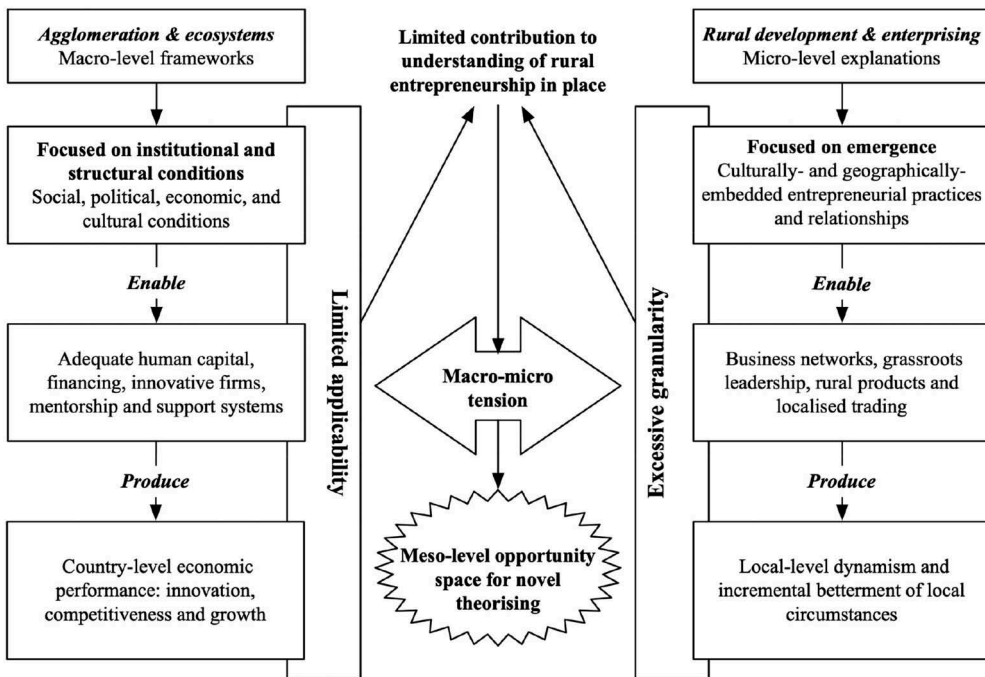 Agglomeration & ecosystems
Macro-level frameworks
Focused on institutional and
structural conditions
Social, political, economic, and
cultural conditions
Enable
Adequate human capital,
financing, innovative firms,
mentorship and support systems
Produce
Country-level economic
performance: innovation,
competitiveness and growth
Limited applicability
Limited contribution to
understanding of rural
entrepreneurship in place
Macro-micro
tension
Meso-level opportunity
space for novel
theorising
Excessive granularity
Rural development & enterprising
Micro-level explanations
Focused on emergence
Culturally- and geographically-
embedded entrepreneurial practices
and relationships
Enable
Business networks, grassroots
leadership, rural products and
localised trading
Produce
Local-level dynamism and
incremental betterment of local
circumstances